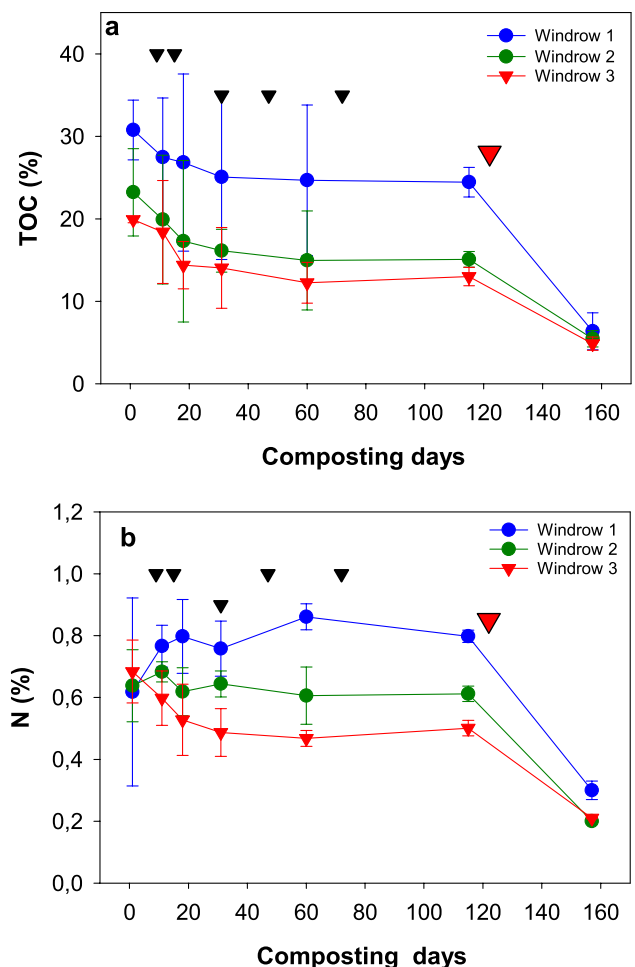 a
Windrow 1
Windrow 2
Windrow 3
40
30
20
10
0
TOC (%)
0 20 40 60 80 100 120 140 160
Composting days
b
Windrow 1
Windrow 2
Windrow 3
1,2
1,0
0,8
0,6
0,4
0,2
0,0
N (%)
0 20 40 60 80 100 120 140 160
Composting days